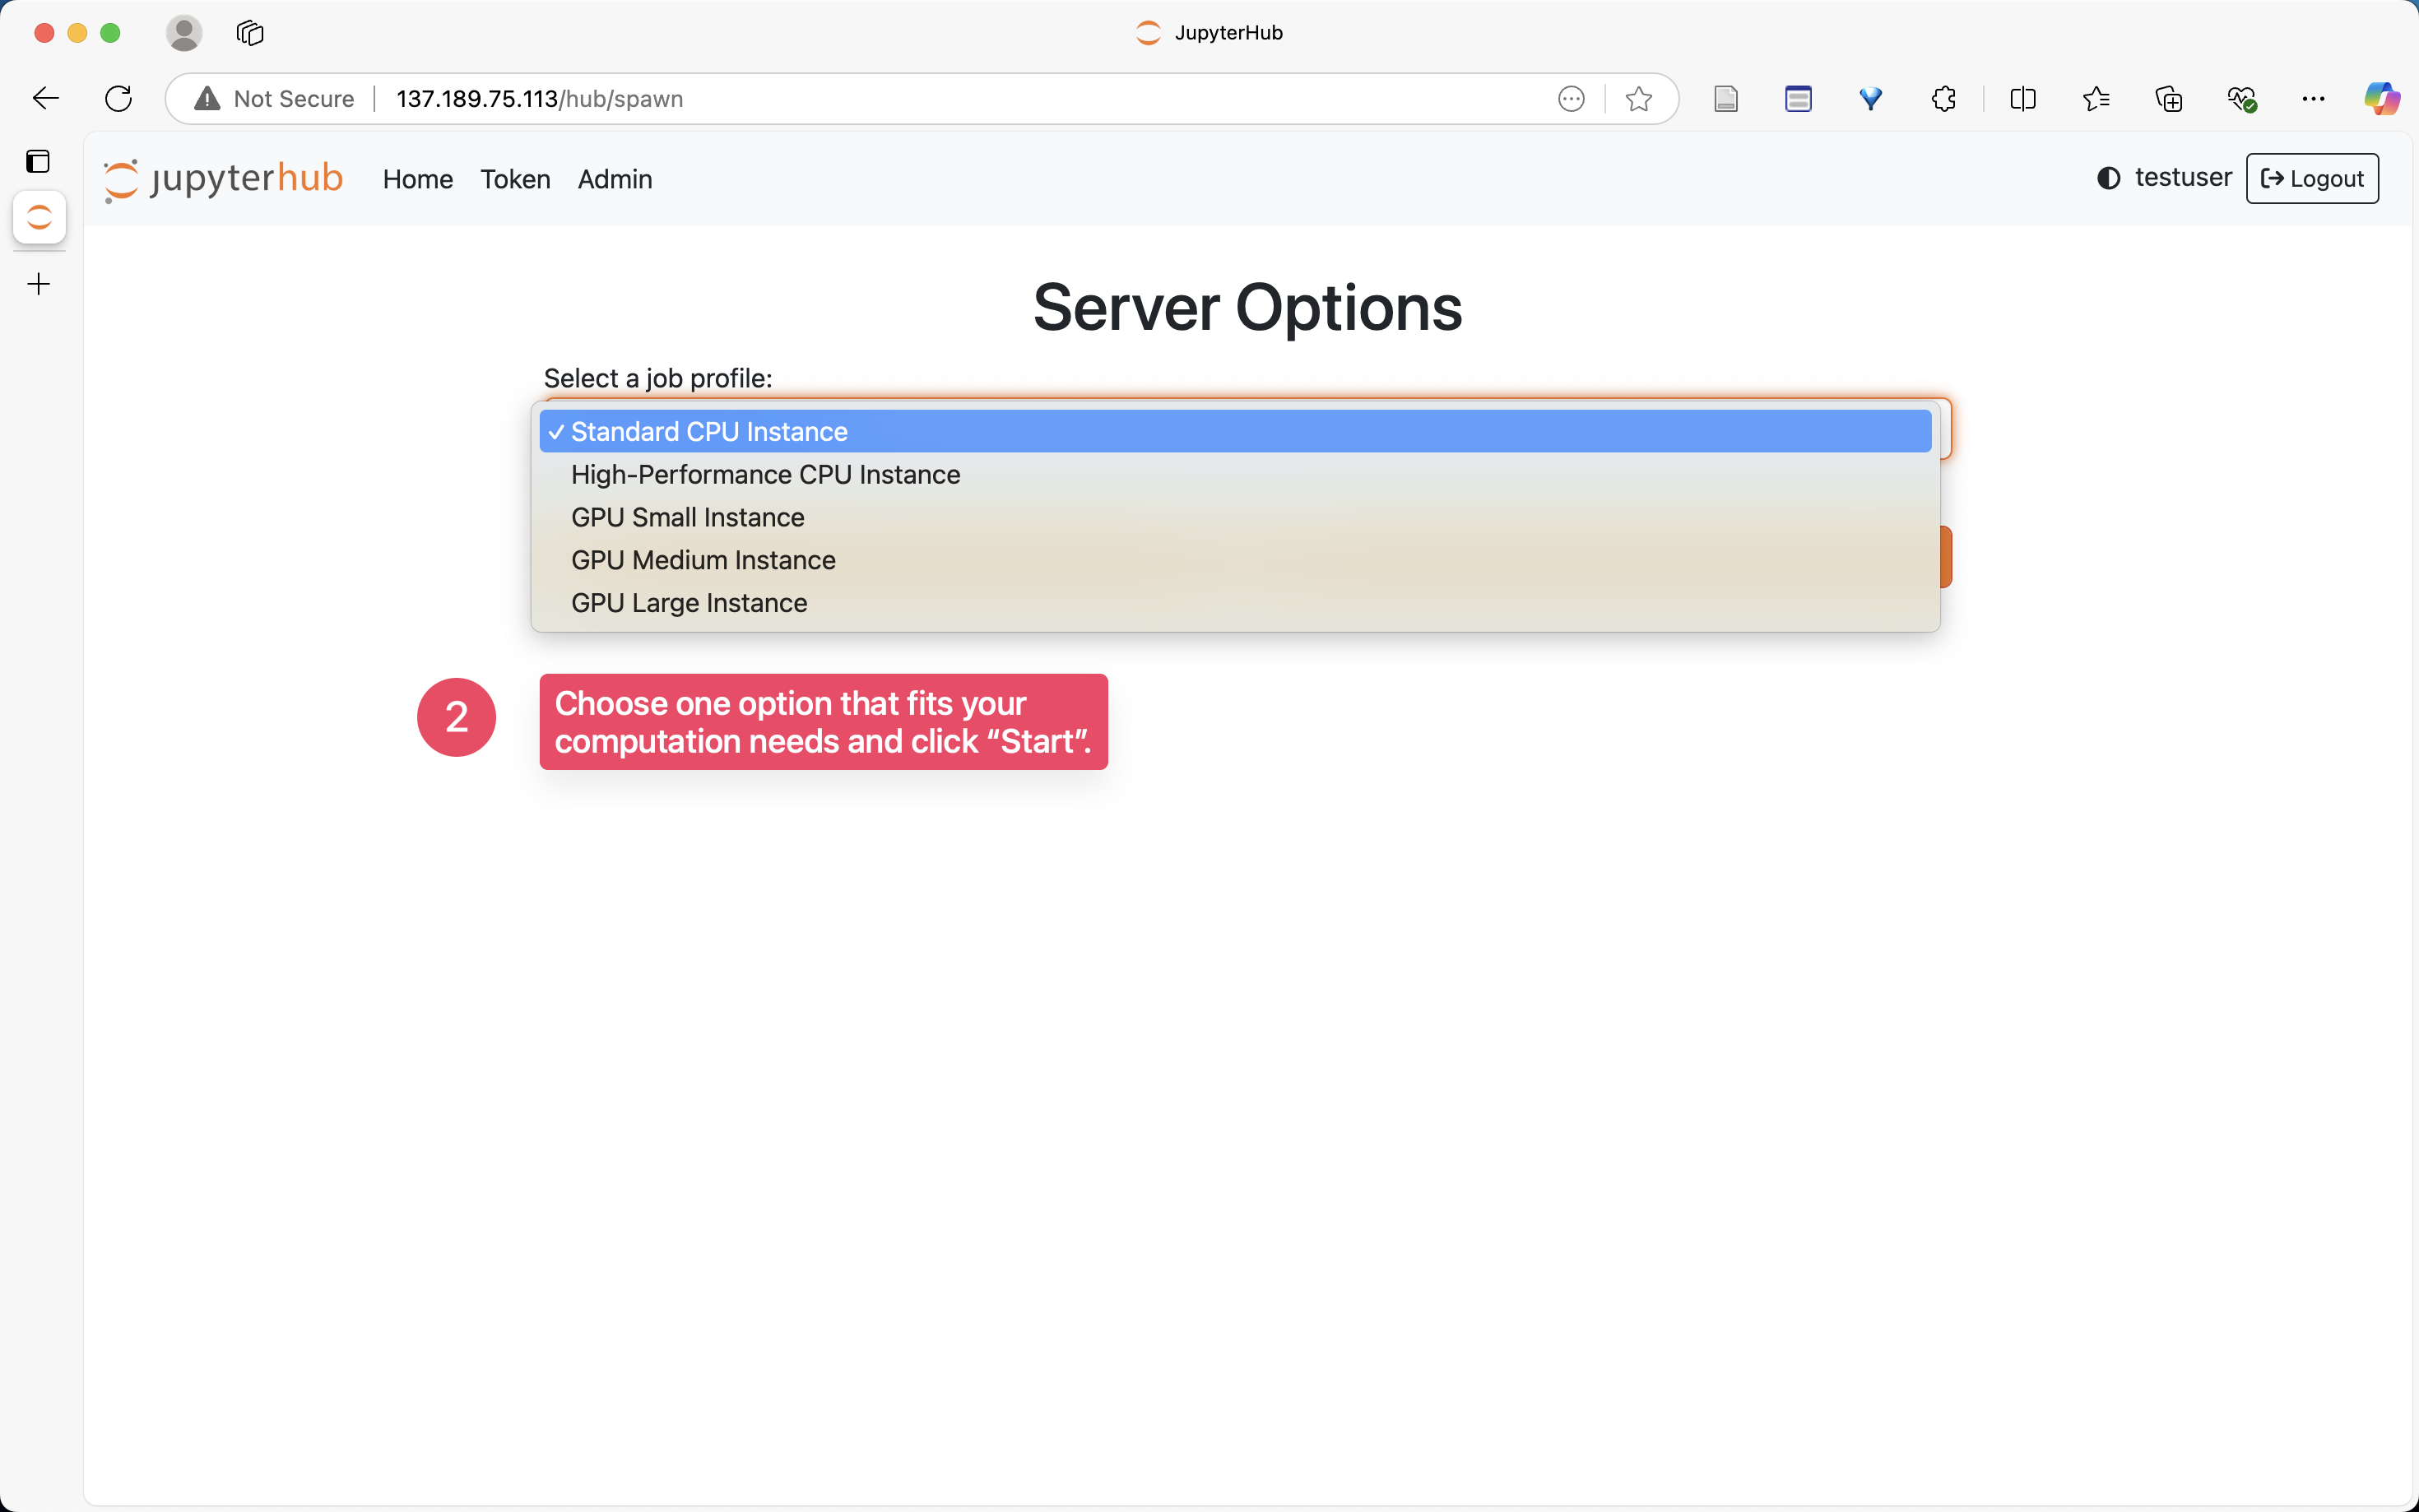 JupyterHub
Not Secure 137.189.75.113/hub/spawn
jupyterhub Home Token Admin testuser Logout
Server Options
Select a job profile:
✓ Standard CPU Instance
High-Performance CPU Instance
GPU Small Instance
GPU Medium Instance
GPU Large Instance
2
Choose one option that fits your
computation needs and click “Start”.